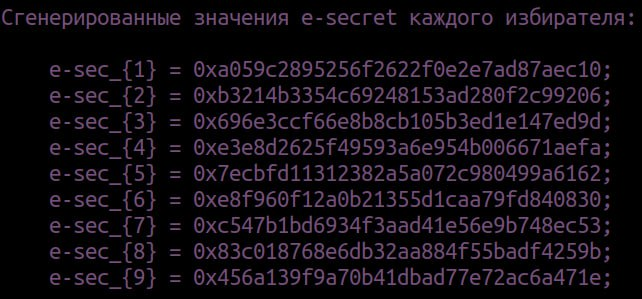 Сгенерированные значения e-secret каждого избирателя:
e-sec_{1} = 0xa059c2895256f2622f0e2e7ad87aec10;
e-sec_{2} = 0xb3214b3354c69248153ad280f2c99206;
e-sec_{3} = 0x696e3ccf66e8b8cb105b3ed1e147ed9d;
e-sec_{4} = 0xe3e8d2625f49593a6e954b006671aefa;
e-sec_{5} = 0x7ecbfd11312382a5a072c980499a6162;
e-sec_{6} = 0xe8f960f12a0b21355d1caa79fd840830;
e-sec_{7} = 0xc547b1bd6934f3aad41e56e9b748ec53;
e-sec_{8} = 0x83c018768e6db32aa884f55badf4259b;
e-sec_{9} = 0x456a139f9a70b41dbad77e72ac6a471e;